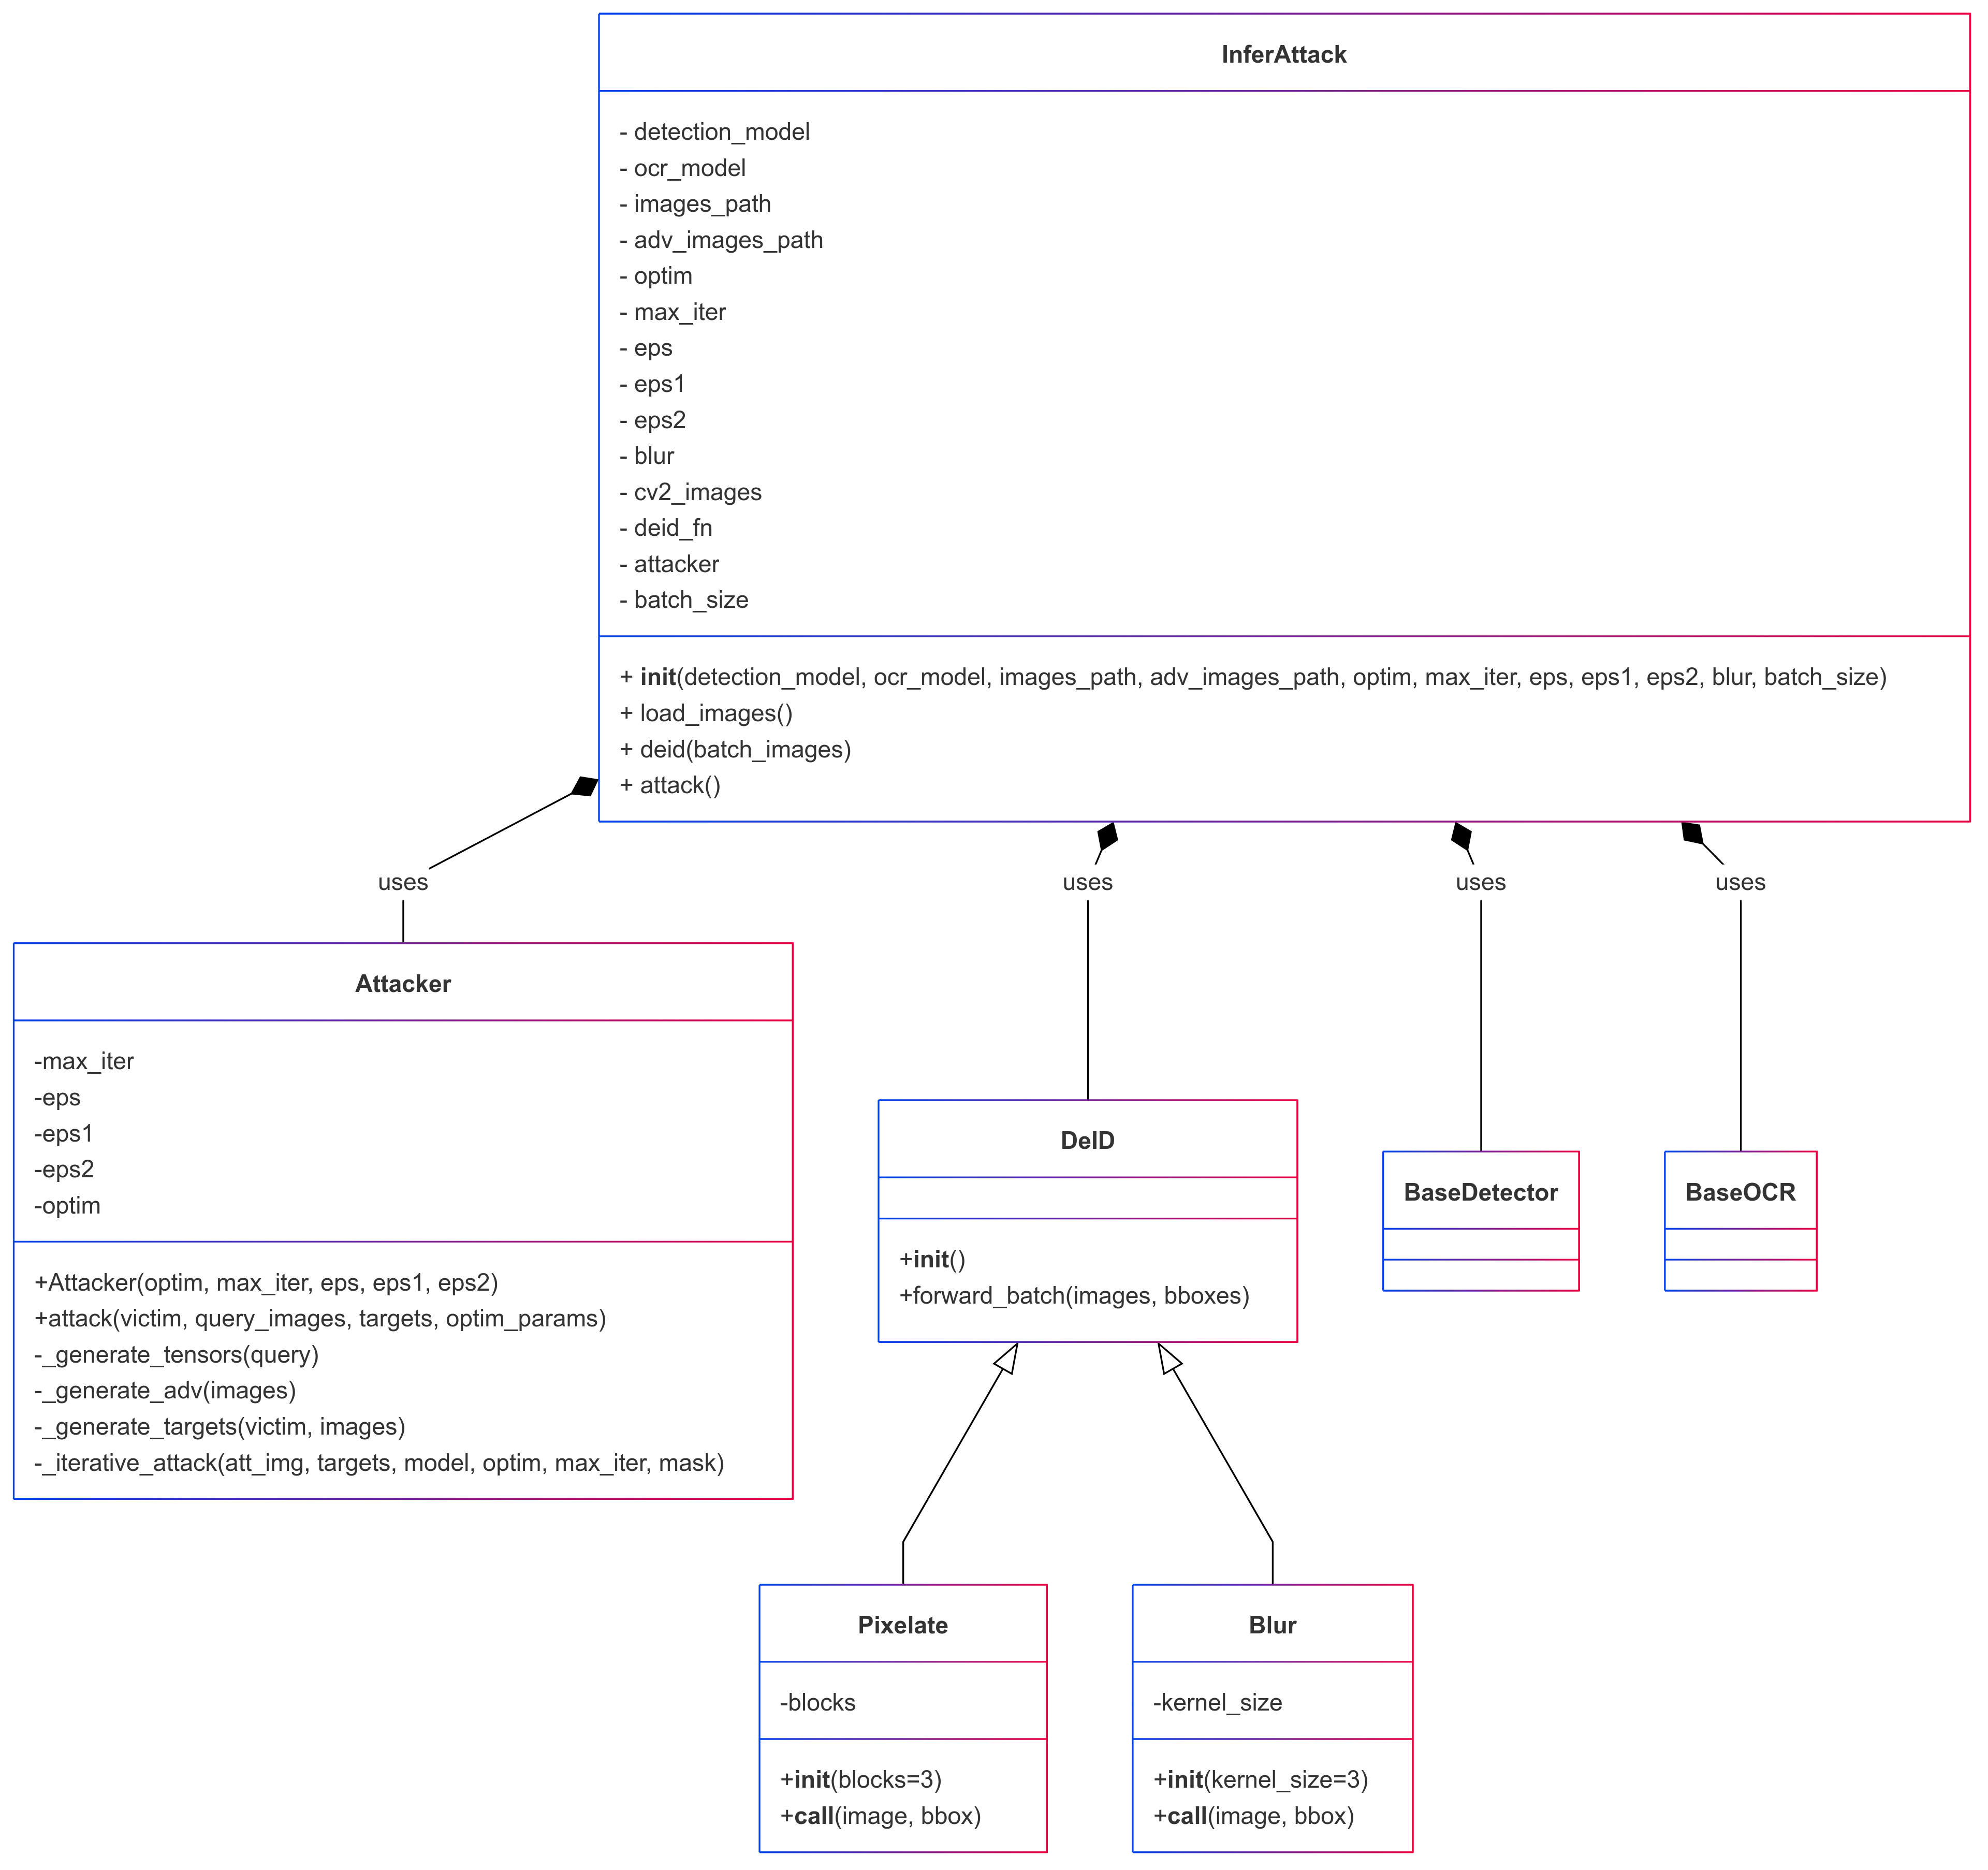 InferAttack
- detection_model
- ocr_model
- images_path
- adv_images_path
- optim
- max_iter
- eps
- eps1
- eps2
- blur
- cv2_images
- deid_fn
- attacker
- batch_size
+ init(detection_model, ocr_model, images_path, adv_images_path, optim, max_iter, eps, eps1, eps2, blur, batch_size)
+ load_images()
+ deid(batch_images)
+ attack()
uses
uses
uses
uses
Attacker
-max_iter
-eps
-eps1
-eps2
-optim
+Attacker(optim, max_iter, eps, eps1, eps2)
+attack(victim, query_images, targets, optim_params)
-_generate_tensors(query)
-_generate_adv(images)
-_generate_targets(victim, images)
-_iterative_attack(att_img, targets, model, optim, max_iter, mask)
DeID
+init()
+forward_batch(images, bboxes)
BaseDetector
BaseOCR
Pixelate
-blocks
+init(blocks=3)
+call(image, bbox)
Blur
-kernel_size
+init(kernel_size=3)
+call(image, bbox)